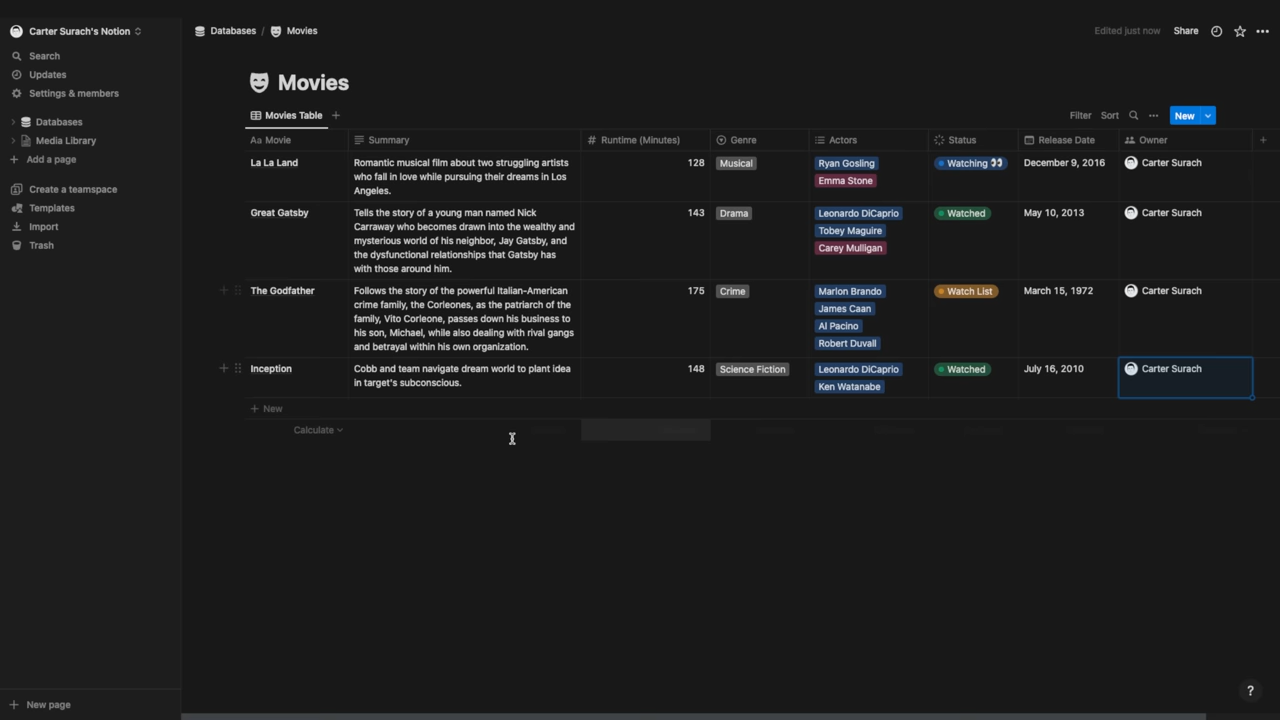 Carter Surach's Notion
Search
Updates
Settings & members
Databases
Media Library
Add a page
Create a teamspace
Templates
Import
Trash
New page
Databases / Movies
Edited just now Share
Movies
Movies Table
Filter Sort New
Aa Movie Summary # Runtime (Minutes) Genre Actors Status Release Date Owner
La La Land
Romantic musical film about two struggling artists
who fall in love while pursuing their dreams in Los
Angeles.
128
Musical
Ryan Gosling
Emma Stone
Watching 👀
December 9, 2016
Carter Surach
Great Gatsby
Tells the story of a young man named Nick
Carraway who becomes drawn into the wealthy and
mysterious world of his neighbor, Jay Gatsby, and
the dysfunctional relationships that Gatsby has
with those around him.
143
Drama
Leonardo DiCaprio
Tobey Maguire
Carey Mulligan
Watched
May 10, 2013
Carter Surach
The Godfather
Follows the story of the powerful Italian-American
crime family, the Corleones, as the patriarch of the
family, Vito Corleone, passes down his business to
his son, Michael, while also dealing with rival gangs
and betrayal within his own organization.
175
Crime
Marlon Brando
James Caan
Al Pacino
Robert Duvall
Watch List
March 15, 1972
Carter Surach
Inception
Cobb and team navigate dream world to plant idea
in target's subconscious.
148
Science Fiction
Leonardo DiCaprio
Ken Watanabe
Watched
July 16, 2010
Carter Surach
+ New
Calculate
?